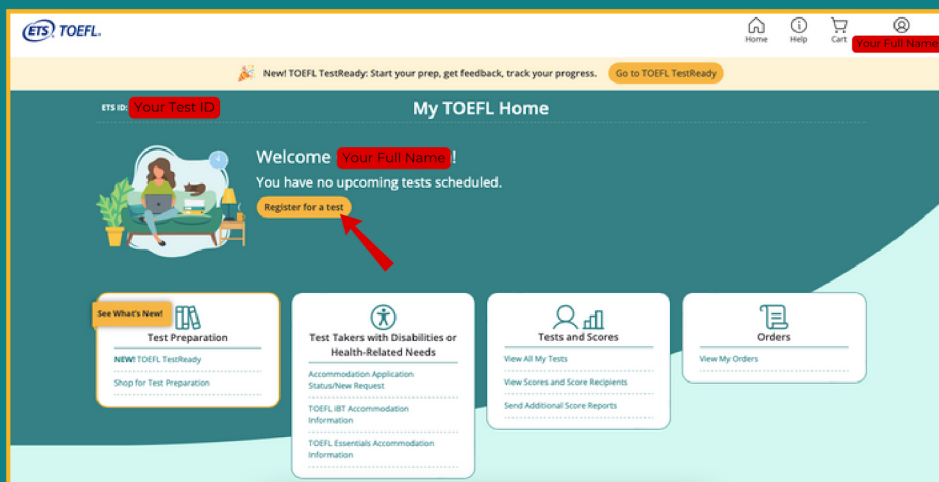 ETS TOEFL.
Home
Help
Cart
Your Full Name
New! TOEFL TestReady: Start your prep, get feedback, track your progress.
Go to TOEFL TestReady
ETS ID: Your Test ID
My TOEFL Home
Welcome Your Full Name!
You have no upcoming tests scheduled.
Register for a test
See What's New!
Test Preparation
NEW! TOEFL TestReady
Shop for Test Preparation
Test Takers with Disabilities or
Health-Related Needs
Accommodation Application
Status/New Request
TOEFL iBT Accommodation
Information
TOEFL Essentials Accommodation
Information
Tests and Scores
View All My Tests
View Scores and Score Recipients
Send Additional Score Reports
Orders
View My Orders